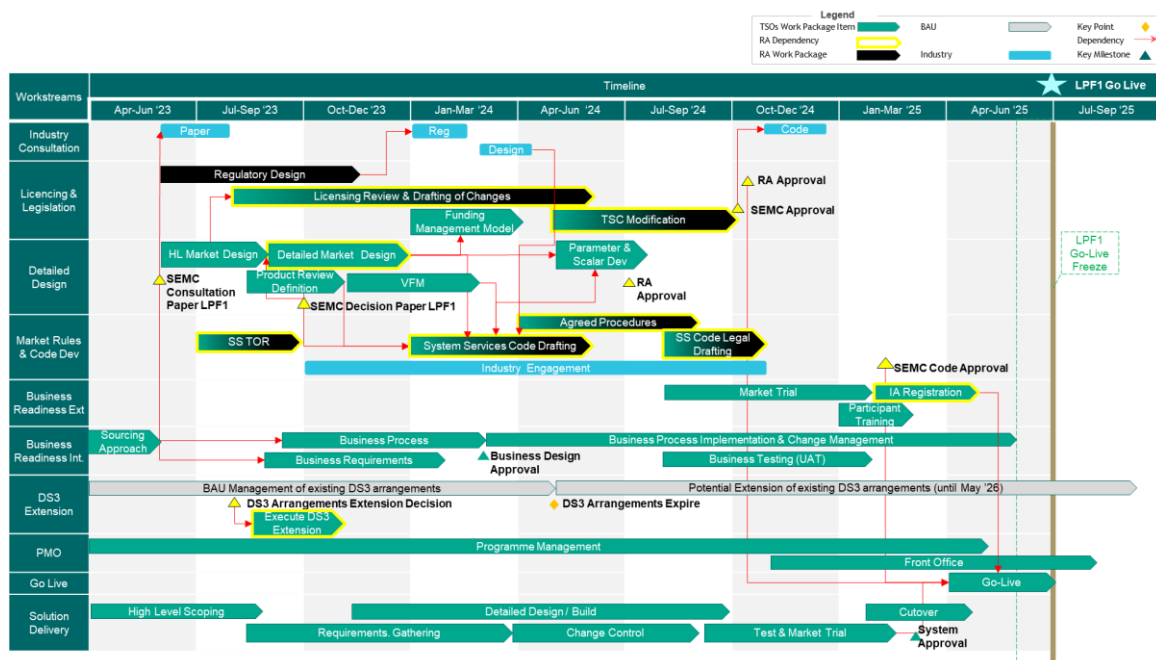 Legend
TSOs Work Package Item
BAU
Key Point
RA Dependency
Dependency
RA Work Package
Industry
Key Milestone
Workstreams
Timeline
LPF1 Go Live
Apr-Jun '23
Jul-Sep '23
Oct-Dec '23
Jan-Mar '24
Apr-Jun '24
Jul-Sep '24
Oct-Dec '24
Jan-Mar '25
Apr-Jun '25
Jul-Sep '25
Industry
Consultation
Paper
Reg
Design
Code
Licencing &
Legislation
Regulatory Design
Licensing Review & Drafting of Changes
Funding
Management Model
TSC Modification
RA Approval
SEMC Approval
Detailed
Design
HL Market Design
Detailed Market Design
Parameter &
Scalar Dev
Product Review
Definition
VFM
SEMC
Consultation
Paper LPF1
SEMC Decision Paper LPF1
RA
Approval
LPF1
Go-Live
Freeze
Market Rules
& Code Dev
SS TOR
Agreed Procedures
System Services Code Drafting
SS Code Legal
Drafting
Industry Engagement
SEMC Code Approval
Business
Readiness Ext
Market Trial
IA Registration
Participant
Training
Business
Readiness Int.
Sourcing
Approach
Business Process
Business Process Implementation & Change Management
Business Requirements
Business Design
Approval
Business Testing (UAT)
DS3
Extension
BAU Management of existing DS3 arrangements
Potential Extension of existing DS3 arrangements (until May '26)
DS3 Arrangements Extension Decision
DS3 Arrangements Expire
Execute DS3
Extension
PMO
Programme Management
Front Office
Go Live
Go-Live
Solution
Delivery
High Level Scoping
Detailed Design / Build
Cutover
Requirements. Gathering
Change Control
Test & Market Trial
System
Approval